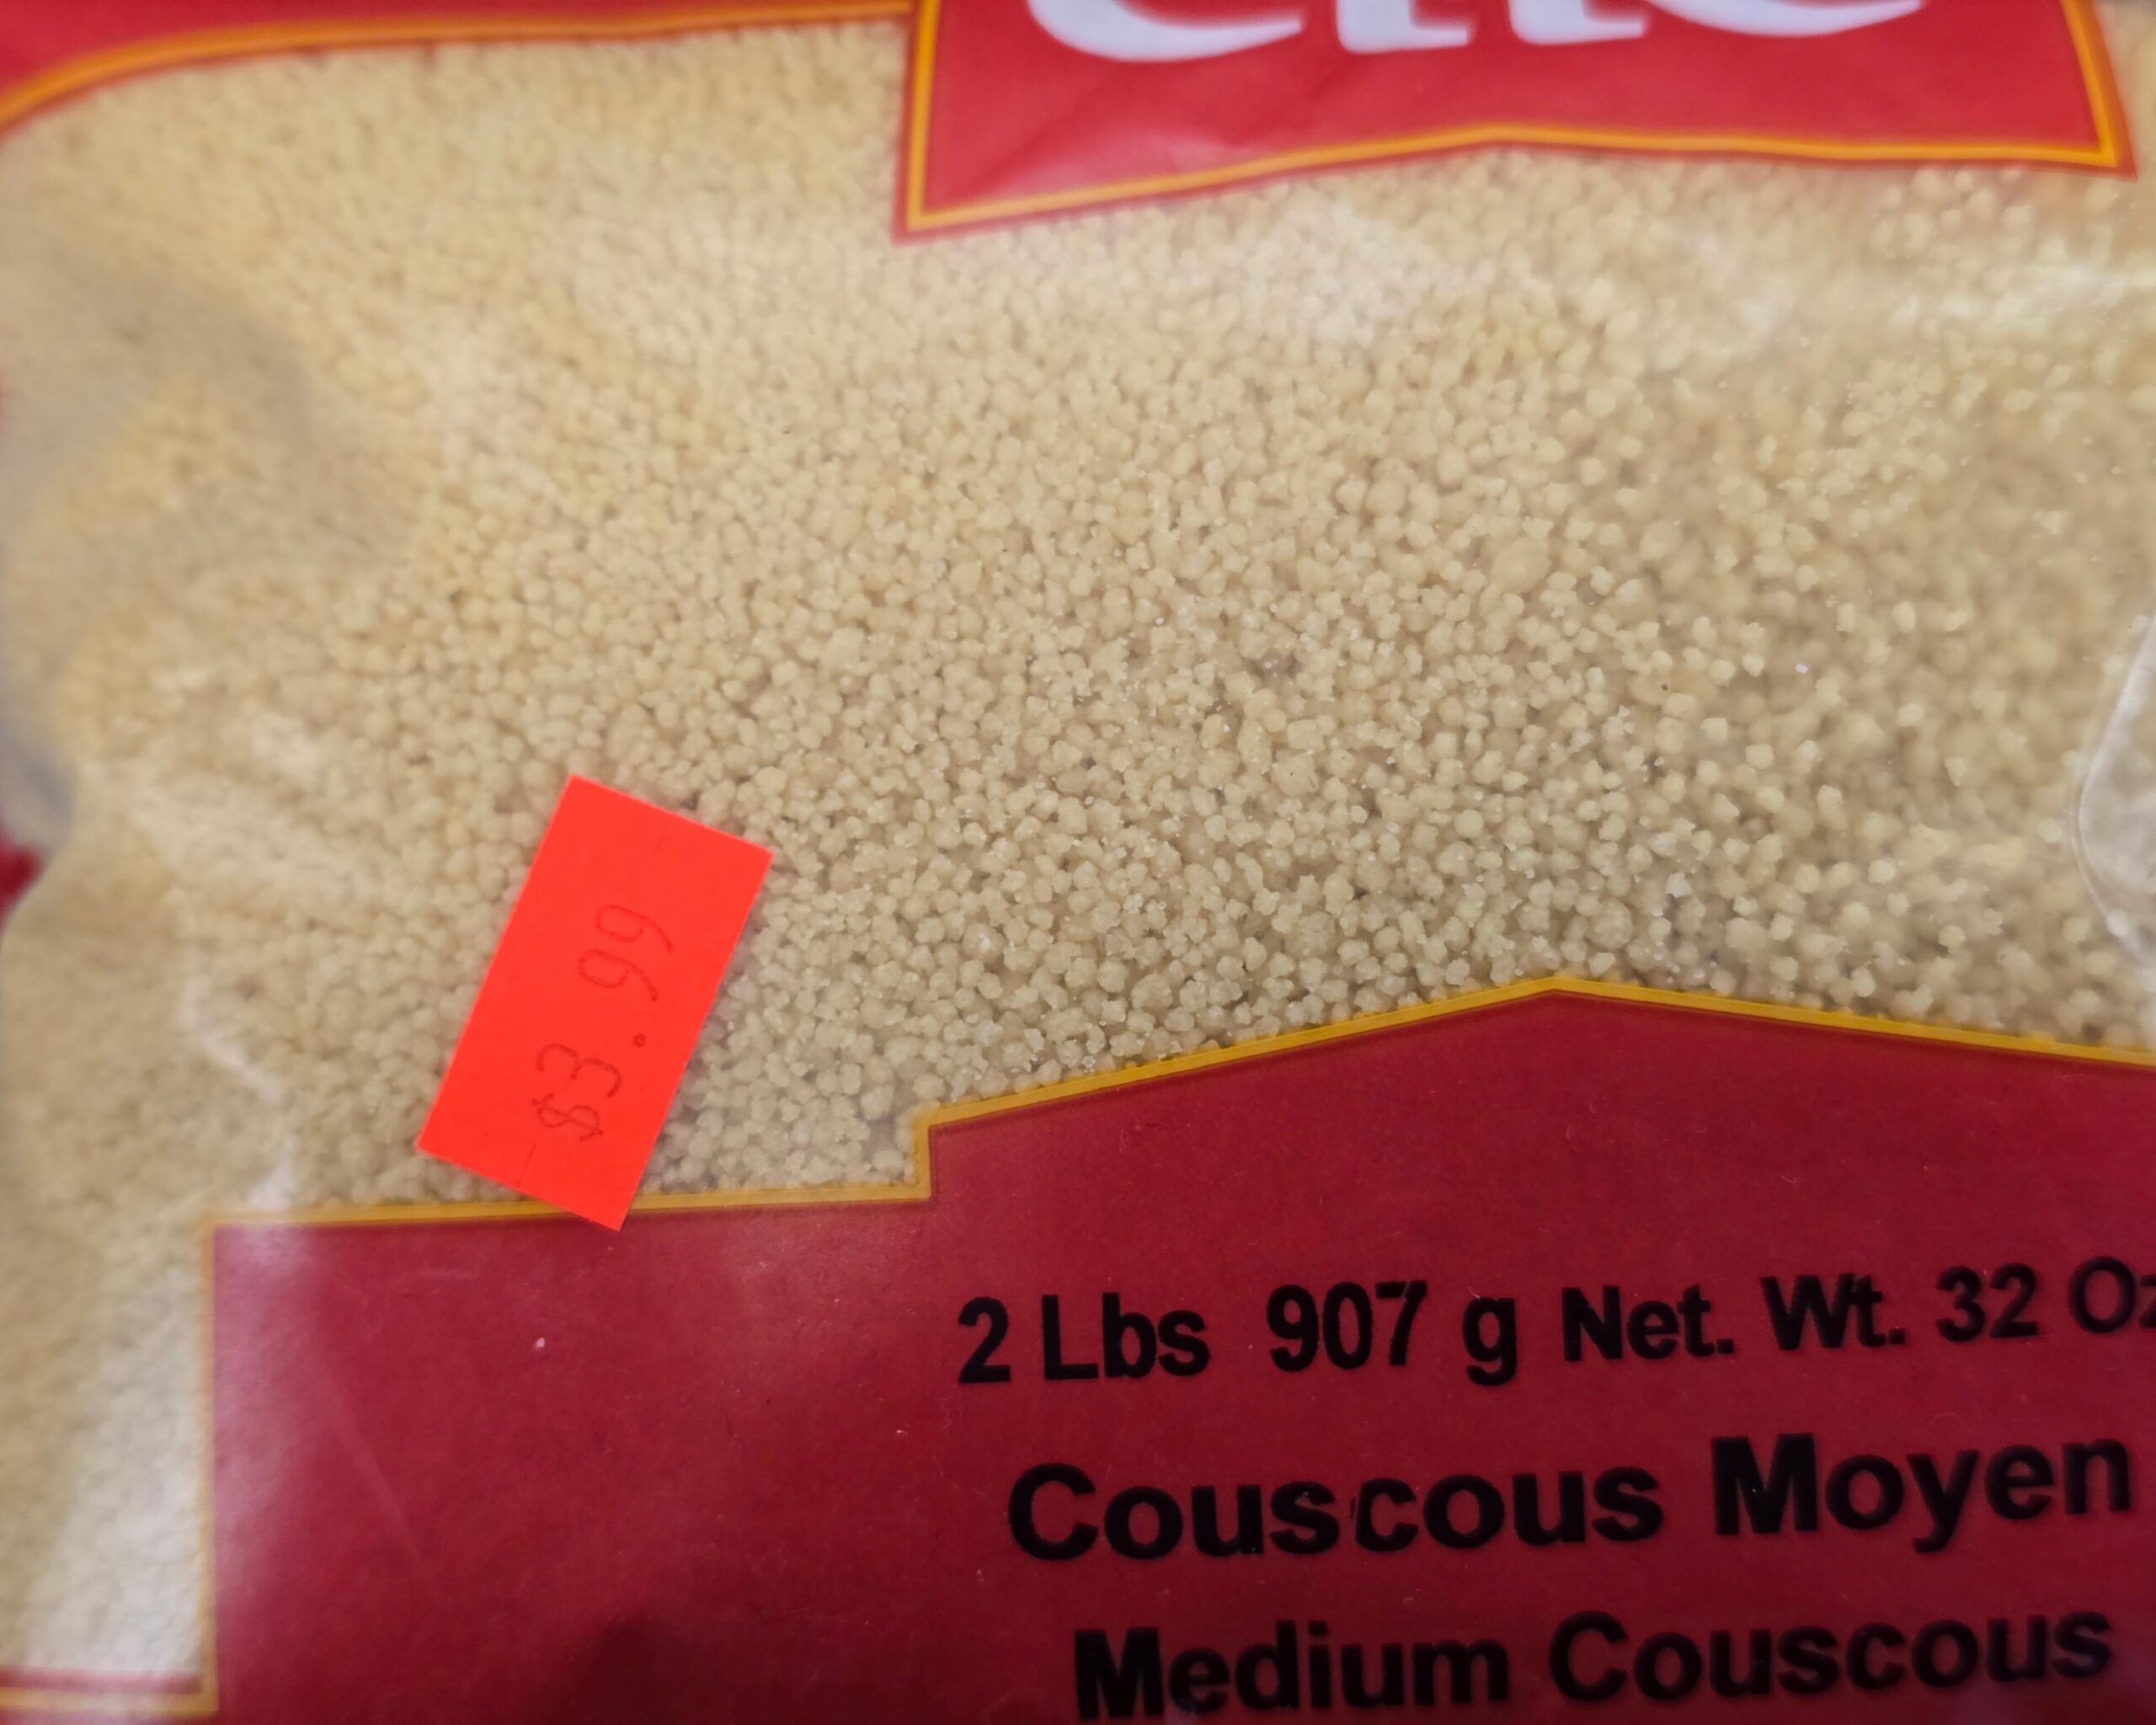 $3.99
2 Lbs 907 g Net. Wt. 32 Oz
Couscous Moyen
Medium Couscous